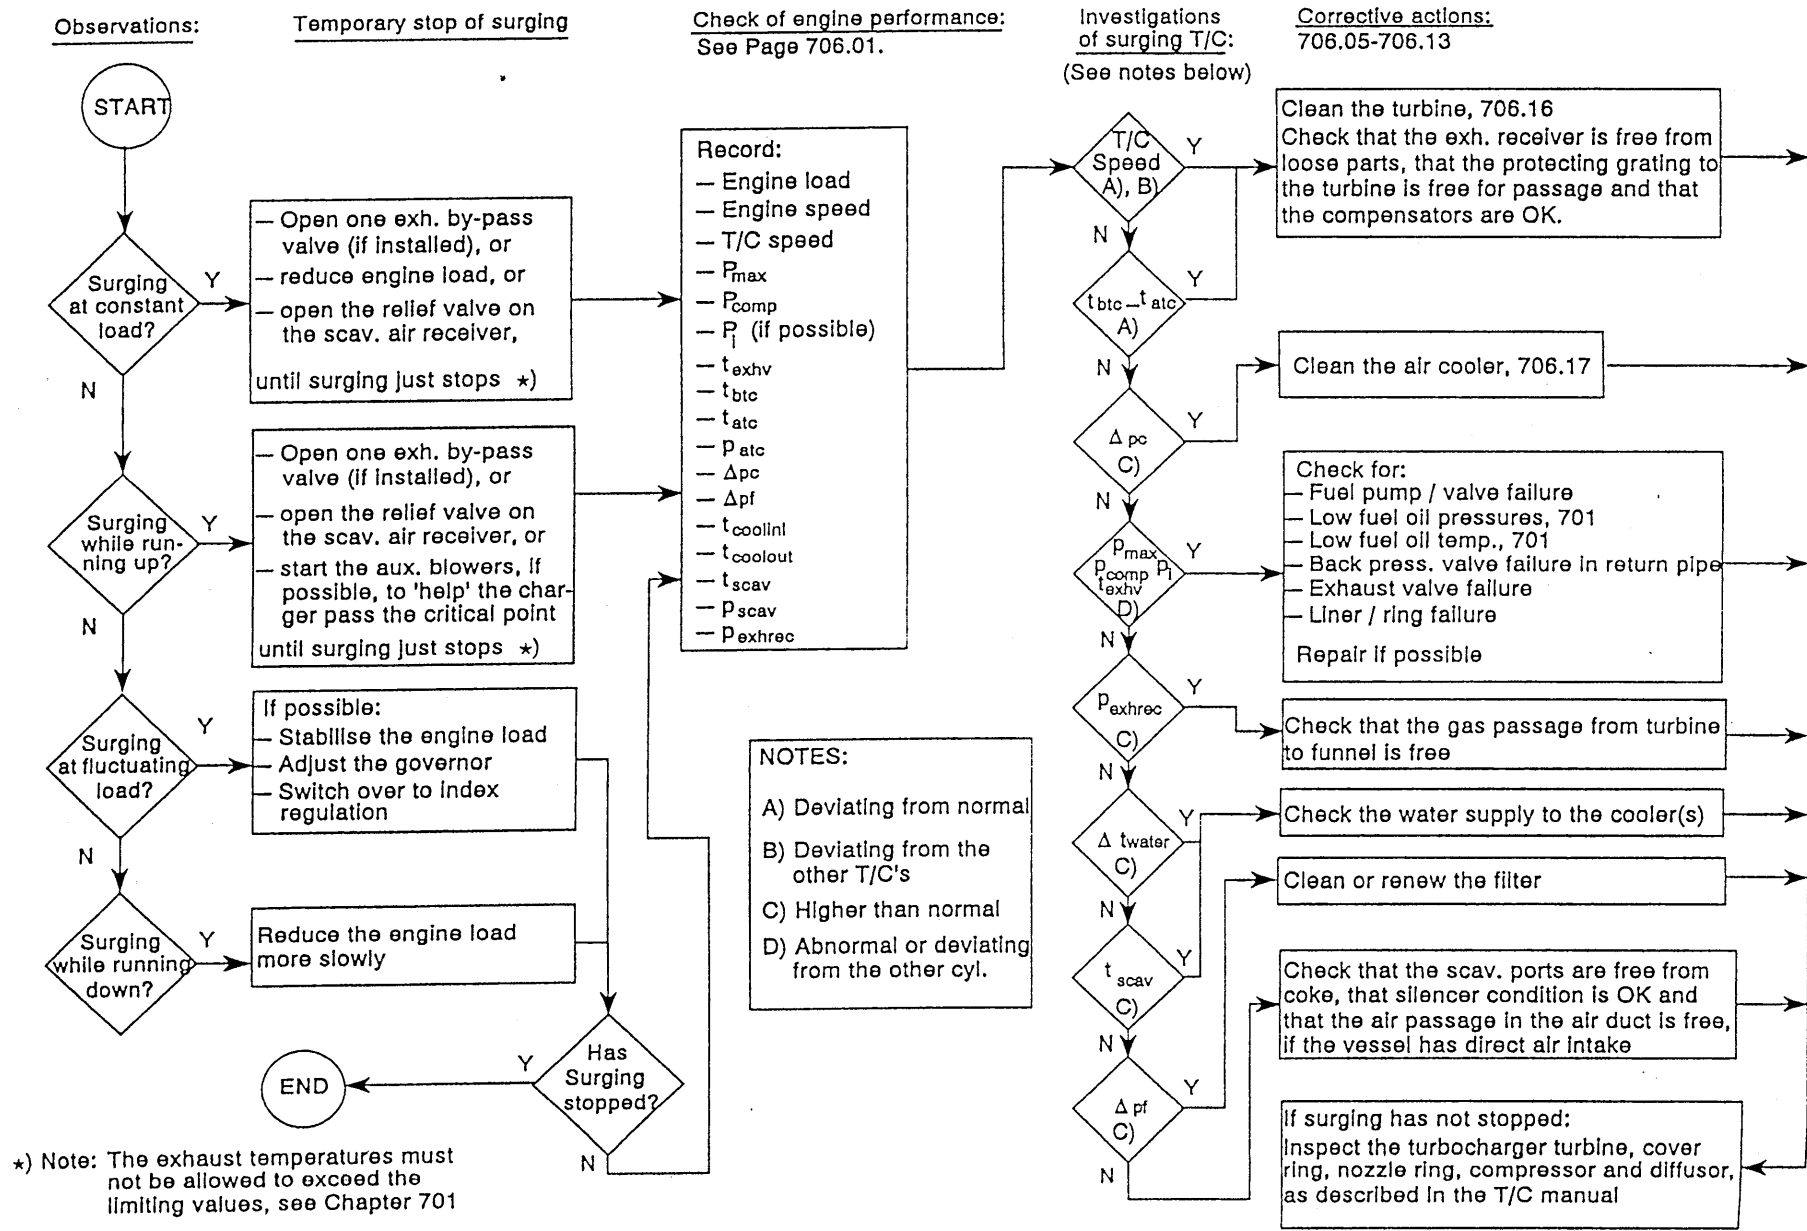 Observations:
Temporary stop of surging
Check of engine performance:
See Page 706.01.
Investigations
of surging T/C:
(See notes below)
Corrective actions:
706.05-706.13
START
Surging
at constant
load?
Y
N
— Open one exh. by-pass
valve (if installed), or
— reduce engine load, or
— open the relief valve on
the scav. air receiver,
until surging just stops *)
Surging
while run-
ning up?
Y
N
— Open one exh. by-pass
valve (if installed), or
— open the relief valve on
the scav. air receiver, or
— start the aux. blowers, if
possible, to 'help' the char-
ger pass the critical point
until surging just stops *)
Surging
at fluctuating
load?
Y
N
If possible:
— Stabilise the engine load
— Adjust the governor
— Switch over to index
regulation
Surging
while running
down?
Y
Reduce the engine load
more slowly
Has
Surging
stopped?
Y
N
END
*) Note: The exhaust temperatures must
not be allowed to exceed the
limiting values, see Chapter 701
Record:
— Engine load
— Engine speed
— T/C speed
— Pmax
— Pcomp
— Pi (if possible)
— texhv
— tbtc
— tatc
— patc
— Δpc
— Δpf
— tcoolinl
— tcoolout
— tscav
— pscav
— pexhrec
NOTES:
A) Deviating from normal
B) Deviating from the
other T/C's
C) Higher than normal
D) Abnormal or deviating
from the other cyl.
T/C
Speed
A), B)
Y
N
Clean the turbine, 706.16
Check that the exh. receiver is free from
loose parts, that the protecting grating to
the turbine is free for passage and that
the compensators are OK.
tbtc – tatc
A)
Y
N
Δ pc
C)
Y
N
Clean the air cooler, 706.17
pmax
pcomp pi
texhv
D)
Y
N
Check for:
— Fuel pump / valve failure
— Low fuel oil pressures, 701
— Low fuel oil temp., 701
— Back press. valve failure in return pipe
— Exhaust valve failure
— Liner / ring failure
Repair if possible
pexhrec
C)
Y
N
Check that the gas passage from turbine
to funnel is free
Δ twater
C)
Y
N
Check the water supply to the cooler(s)
tscav
C)
Y
N
Clean or renew the filter
Δ pf
C)
Y
N
Check that the scav. ports are free from
coke, that silencer condition is OK and
that the air passage in the air duct is free,
if the vessel has direct air intake
If surging has not stopped:
Inspect the turbocharger turbine, cover
ring, nozzle ring, compressor and diffusor,
as described in the T/C manual